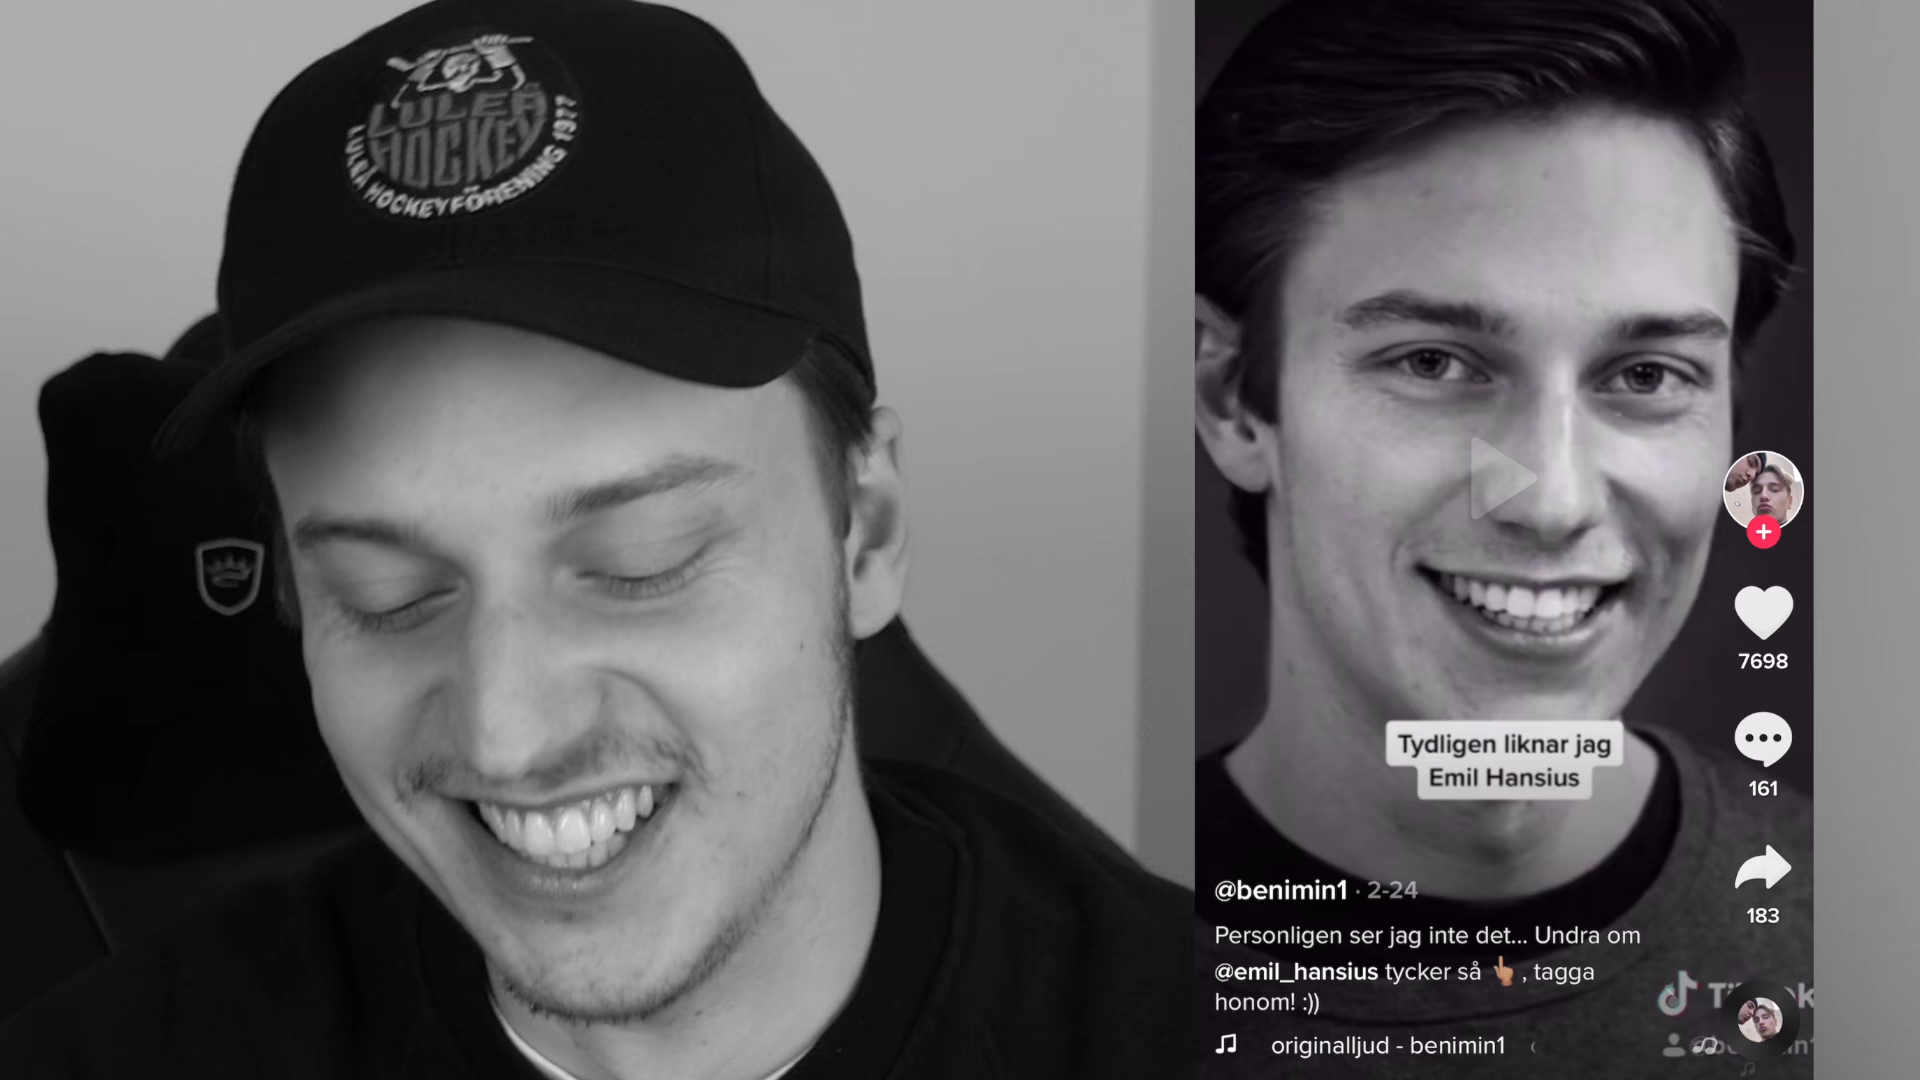 LULEÅ
HOCKEY
LULEÅ HOCKEYFÖRENING 1977
Tydligen liknar jag
Emil Hansius
7698
161
183
@benimin1 · 2-24
Personligen ser jag inte det... Undra om
@emil_hansius tycker så 👆🏽, tagga
honom! :))
originalljud - benimin1